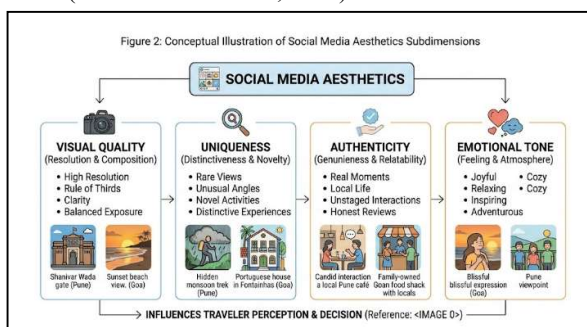 Figure 2: Conceptual Illustration of Social Media Aesthetics Subdimensions
SOCIAL MEDIA AESTHETICS
VISUAL QUALITY
(Resolution & Composition)
• High Resolution
• Rule of Thirds
• Clarity
• Balanced Exposure
Shanivar Wada
gate (Pune)
Sunset beach
view. (Goa)
UNIQUENESS
(Distinctiveness & Novelty)
• Rare Views
• Unusual Angles
• Novel Activities
• Distinctive Experiences
Hidden
monsoon trek
(Pune)
Portuguese house
in Fontainhas (Goa)
AUTHENTICITY
(Genunieness & Relatability)
• Real Moments
• Local Life
• Unstaged Interactions
• Honest Reviews
Candid interaction
a local Pune café
Family-owned
Goan food shack
with locals
EMOTIONAL TONE
(Feeling & Atmosphere)
• Joyful
• Relaxing
• Inspiring
• Adventurous
• Cozy
• Cozy
Blissful
blissful expression
(Goa)
Pune
viewpoint
INFLUENCES TRAVELER PERCEPTION & DECISION (Reference: <IMAGE 0>)